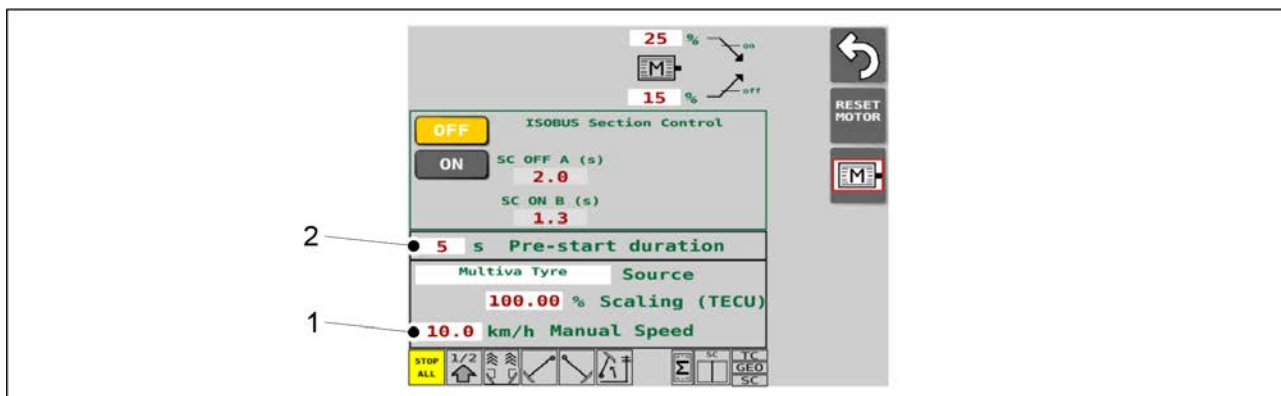 25 %
on
M
15 %
off
RESET
MOTOR
OFF
ISOBUS Section Control
ON
SC OFF A (s)
2.0
M
SC ON B (s)
1.3
2
5 s Pre-start duration
Multiva Tyre Source
100.00 % Scaling (TECU)
1
10.0 km/h Manual Speed
STOP
ALL
1/2
Σ
SC
TC
GEO
SC